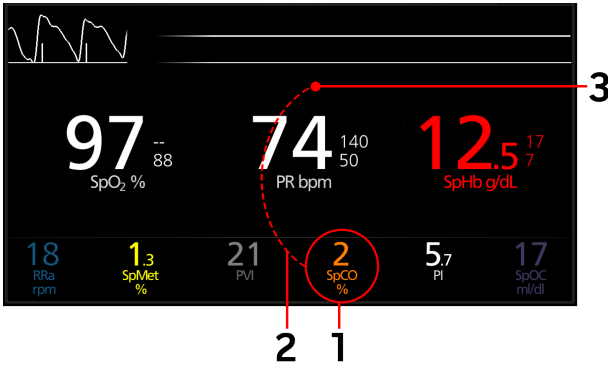 3
97 -- 88
SpO₂ %
74 140 50
PR bpm
12.5 17 7
SpHb g/dL
18
RRa
rpm
1.3
SpMet
%
21
PVI
2
SpCO
%
5.7
PI
17
SpOC
ml/dl
2
1